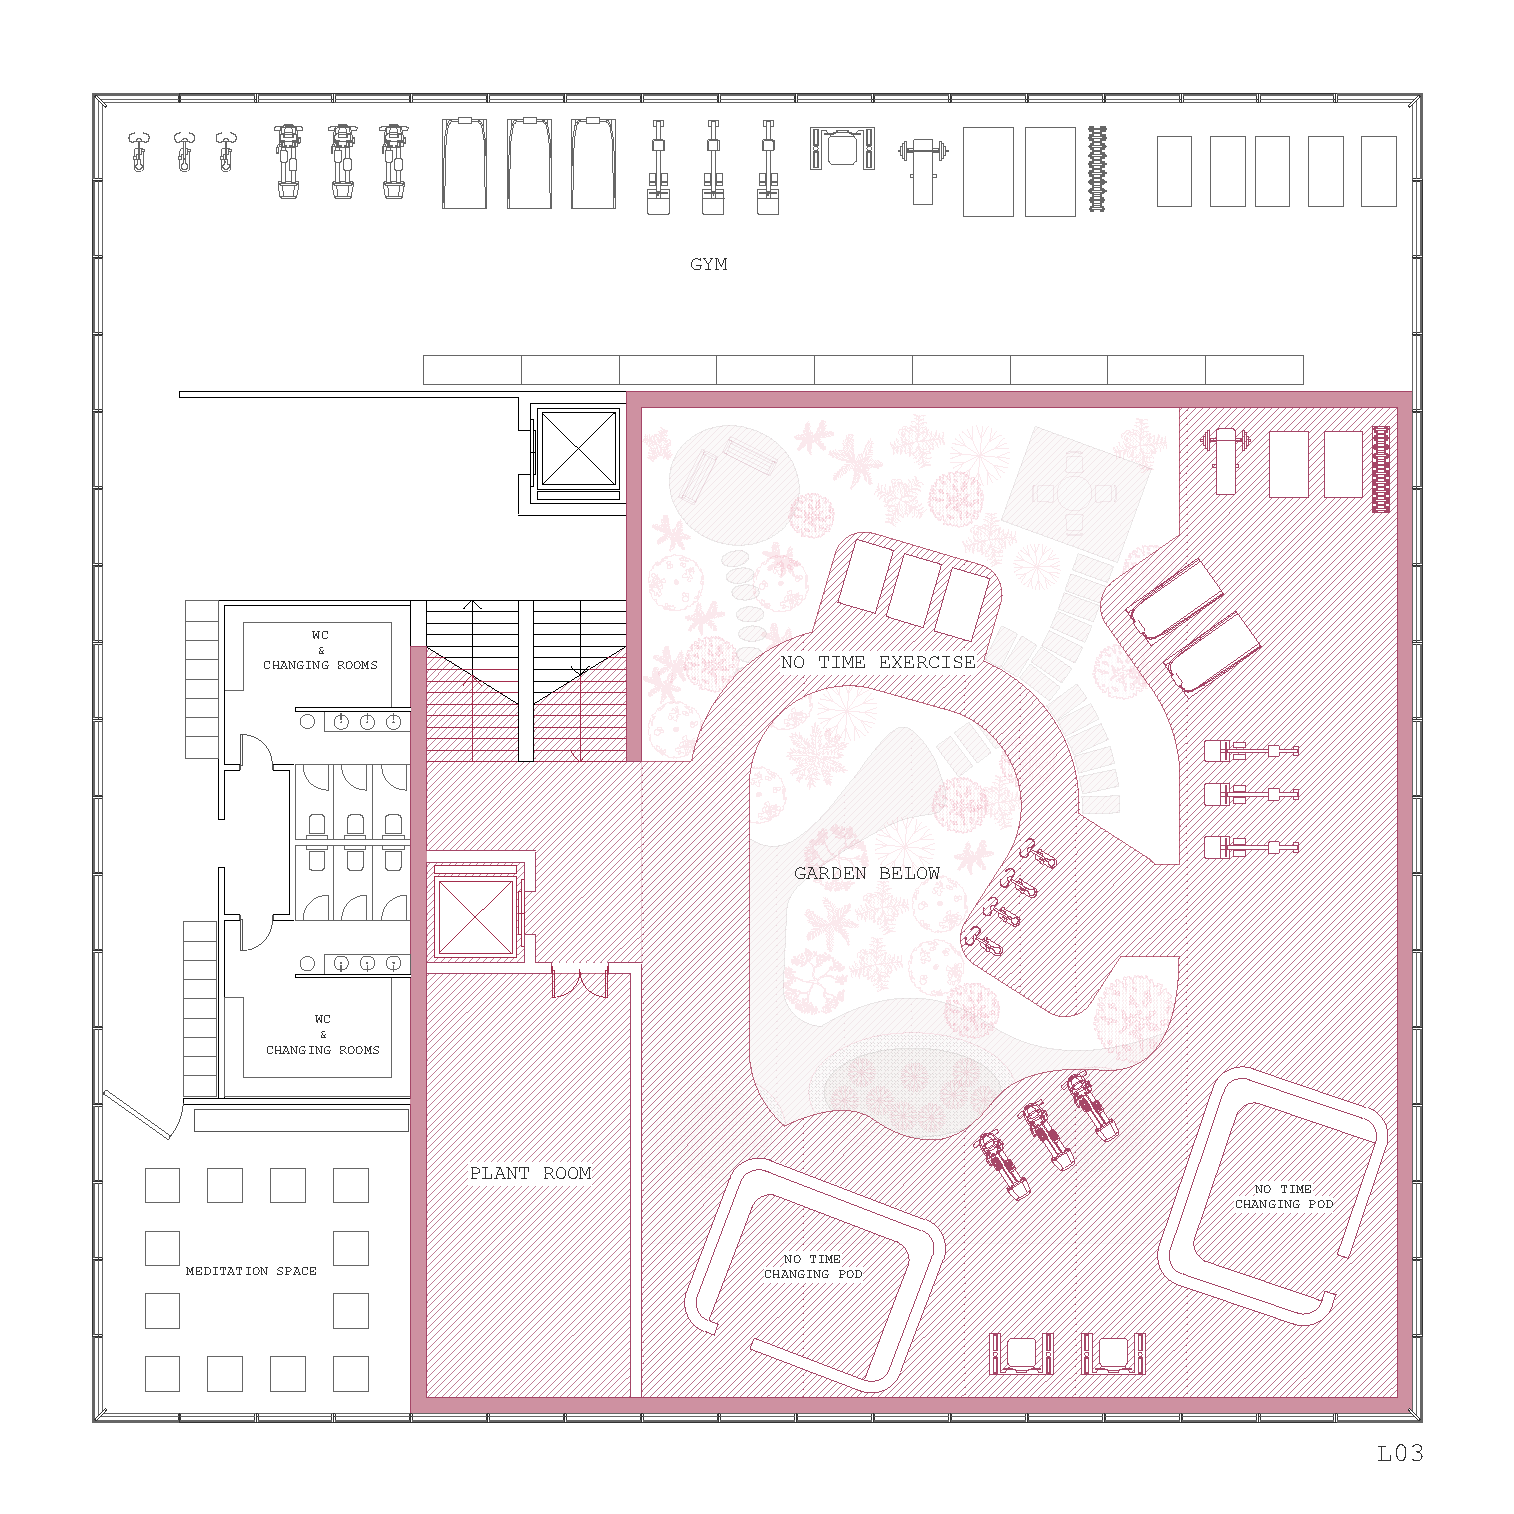 GYM
WC
&
CHANGING ROOMS
NO TIME EXERCISE
GARDEN BELOW
WC
&
CHANGING ROOMS
PLANT ROOM
NO TIME
CHANGING POD
NO TIME
CHANGING POD
MEDITATION SPACE
L03